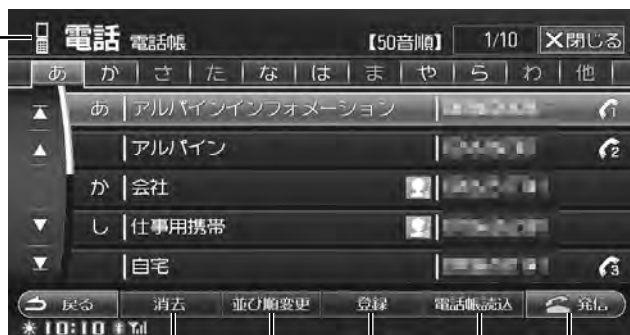 電話 電話帳 【50音順】 1/10 ×閉じる
あ か さ た な は ま や ら わ 他
あ アルパインインフォメーション 1
アルパイン 2
か 会社
し 仕事用携帯
自宅 3
戻る 消去 並び順変更 登録 電話帳読込 発信
10:10